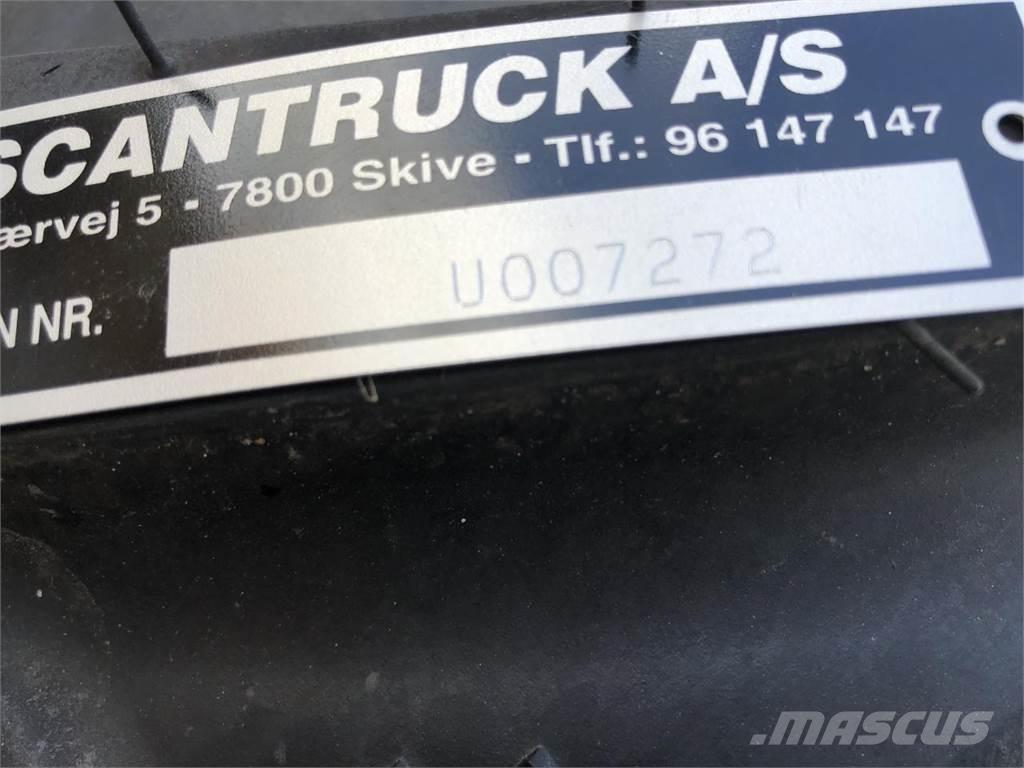 SCANTRUCK A/S
ærvej 5 - 7800 Skive - Tlf.: 96 147 147
N NR. U007272
MASCUS